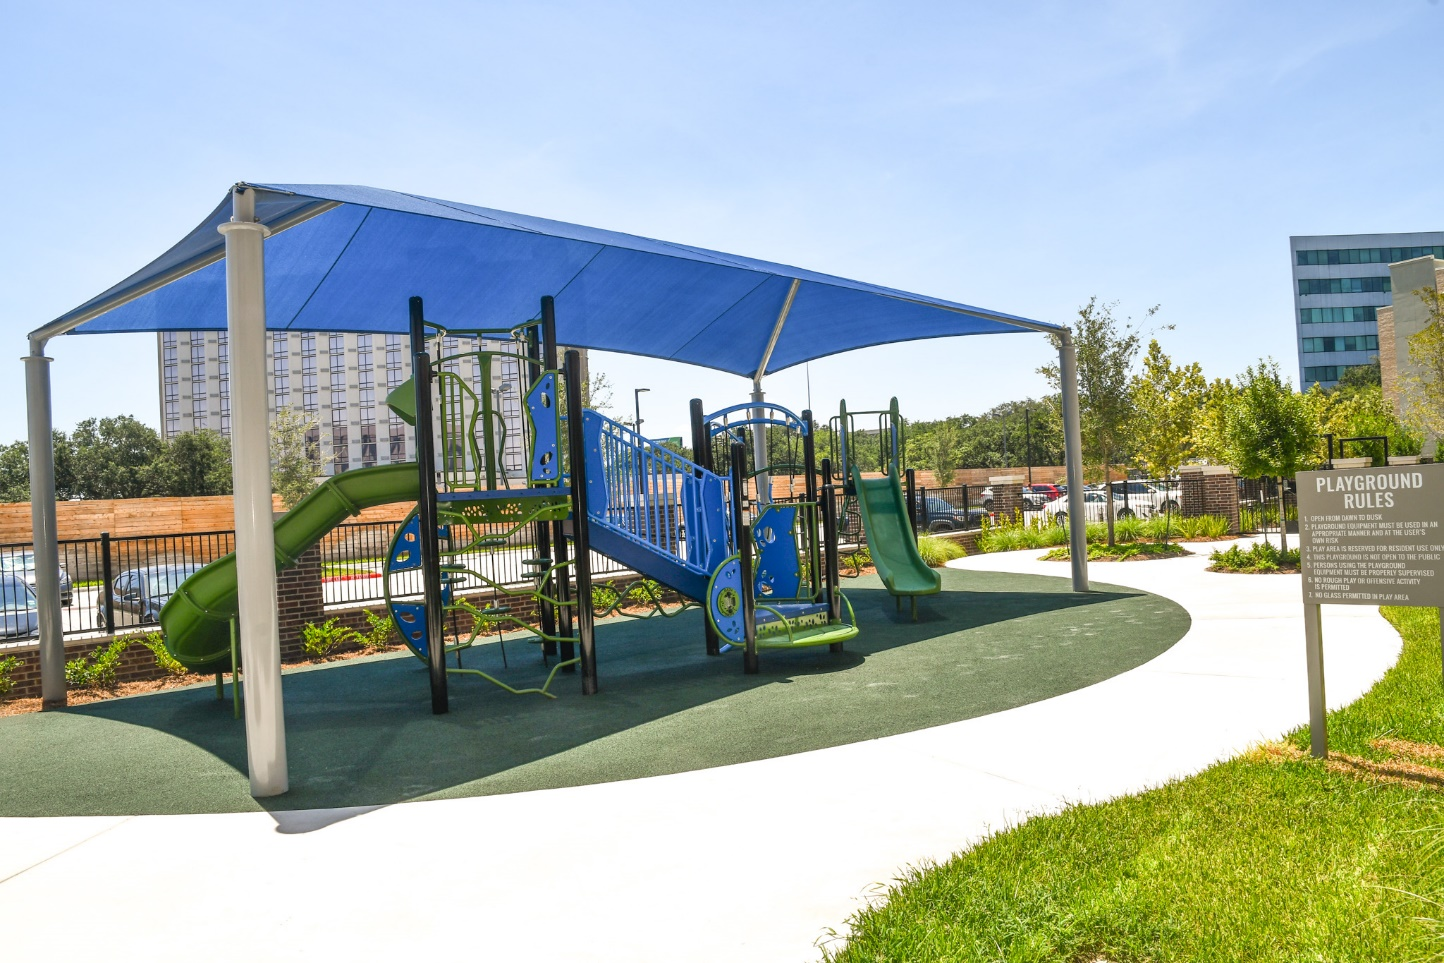 PLAYGROUND
RULES
1. OPEN FROM DAWN TO DUSK
2. PLAYGROUND EQUIPMENT MUST BE USED IN AN
APPROPRIATE MANNER AND AT THE USER'S
OWN RISK
3. PLAY AREA IS RESERVED FOR RESIDENT USE ONLY
4. THIS PLAYGROUND IS NOT OPEN TO THE PUBLIC
5. PERSONS USING THE PLAYGROUND
EQUIPMENT MUST BE PROPERLY SUPERVISED
6. NO ROUGH PLAY OR OFFENSIVE ACTIVITY
IS PERMITTED
7. NO GLASS PERMITTED IN PLAY AREA